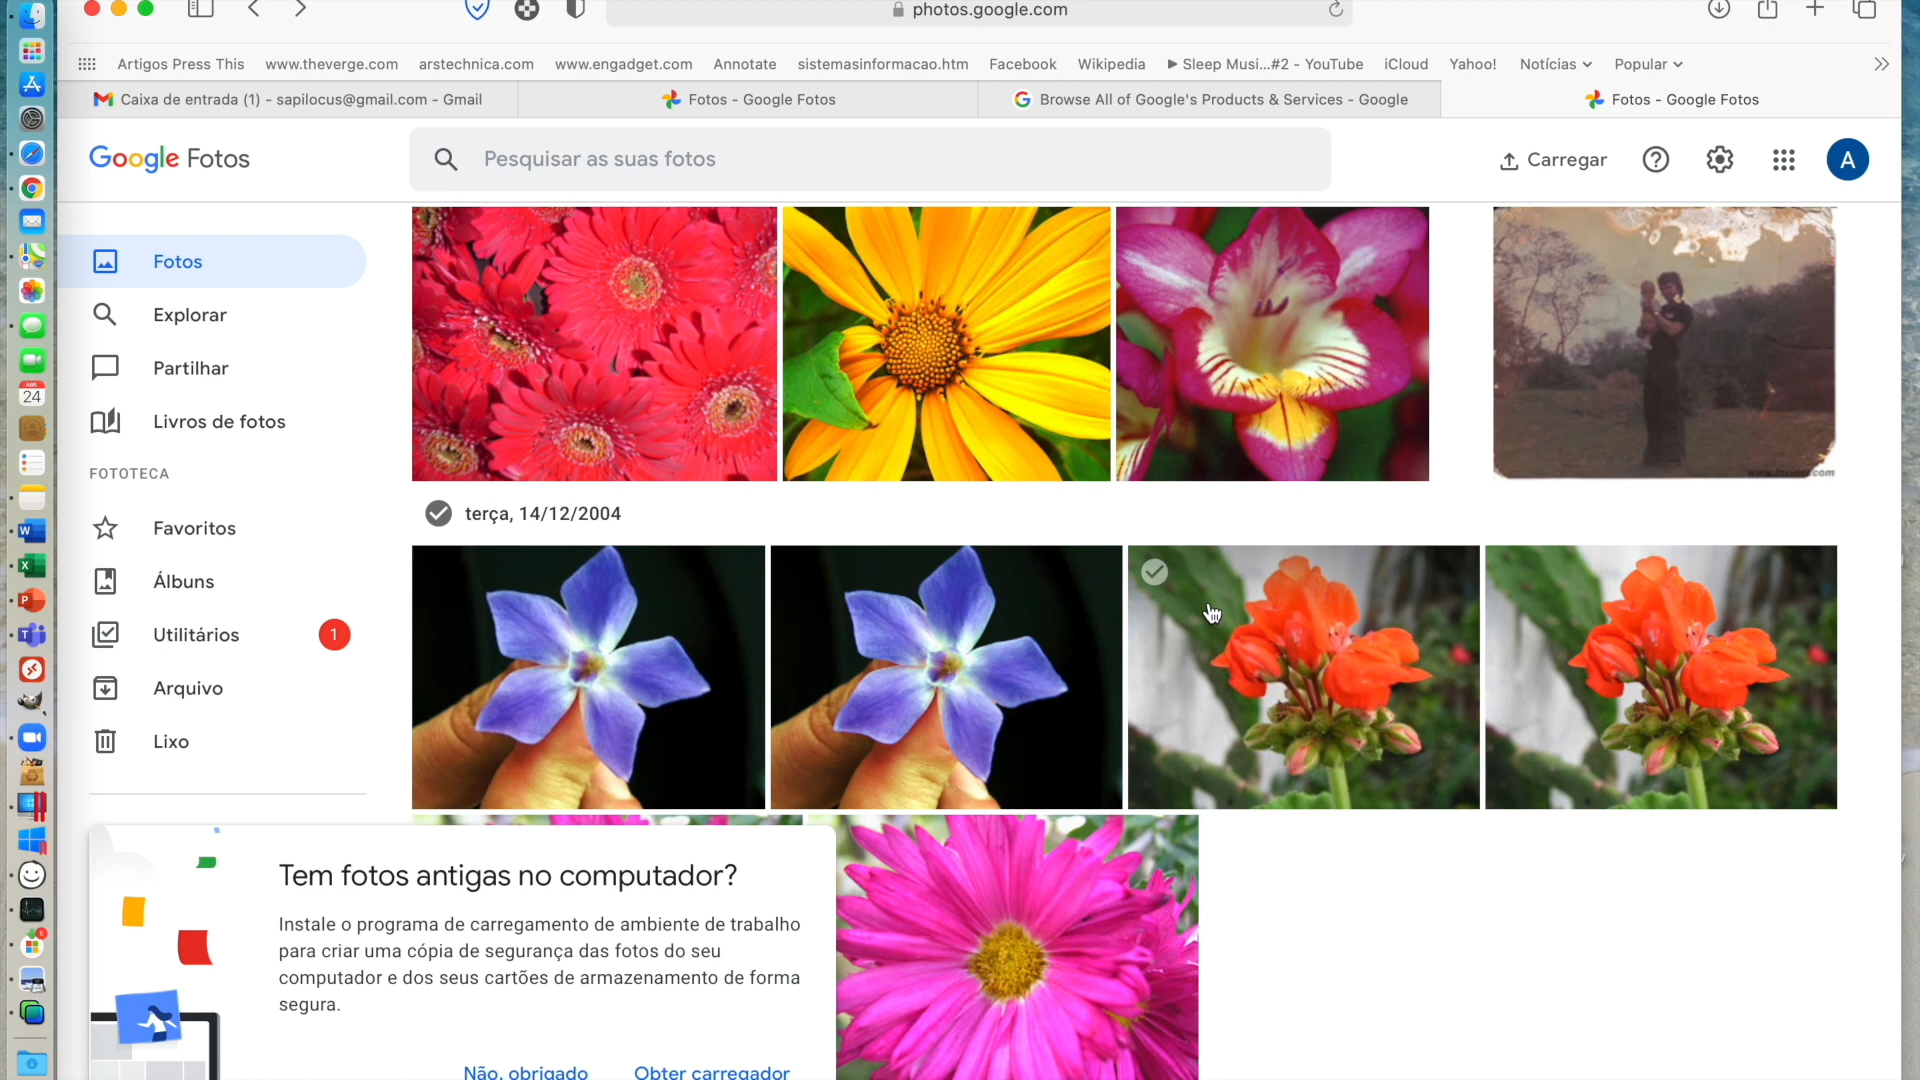 photos.google.com
Artigos Press This www.theverge.com arstechnica.com www.engadget.com Annotate sistemasinformacao.htm Facebook Wikipedia ▶ Sleep Musi...#2 - YouTube iCloud Yahoo! Notícias Popular
Caixa de entrada (1) - sapilocus@gmail.com - Gmail
Fotos - Google Fotos
Browse All of Google's Products & Services - Google
Fotos - Google Fotos
Google Fotos
Pesquisar as suas fotos
Carregar
A
Fotos
Explorar
Partilhar
Livros de fotos
FOTOTECA
Favoritos
Álbuns
Utilitários 1
Arquivo
Lixo
terça, 14/12/2004
Tem fotos antigas no computador?
Instale o programa de carregamento de ambiente de trabalho
para criar uma cópia de segurança das fotos do seu
computador e dos seus cartões de armazenamento de forma
segura.
Não, obrigado Obter carregador
24